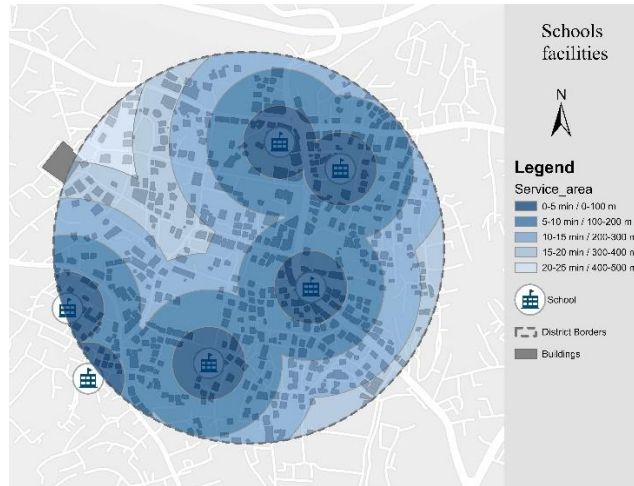 Schools
facilities
N
Legend
Service_area
0-5 min / 0-100 m
5-10 min / 100-200 m
10-15 min / 200-300 m
15-20 min / 300-400 m
20-25 min / 400-500 m
School
District Borders
Buildings